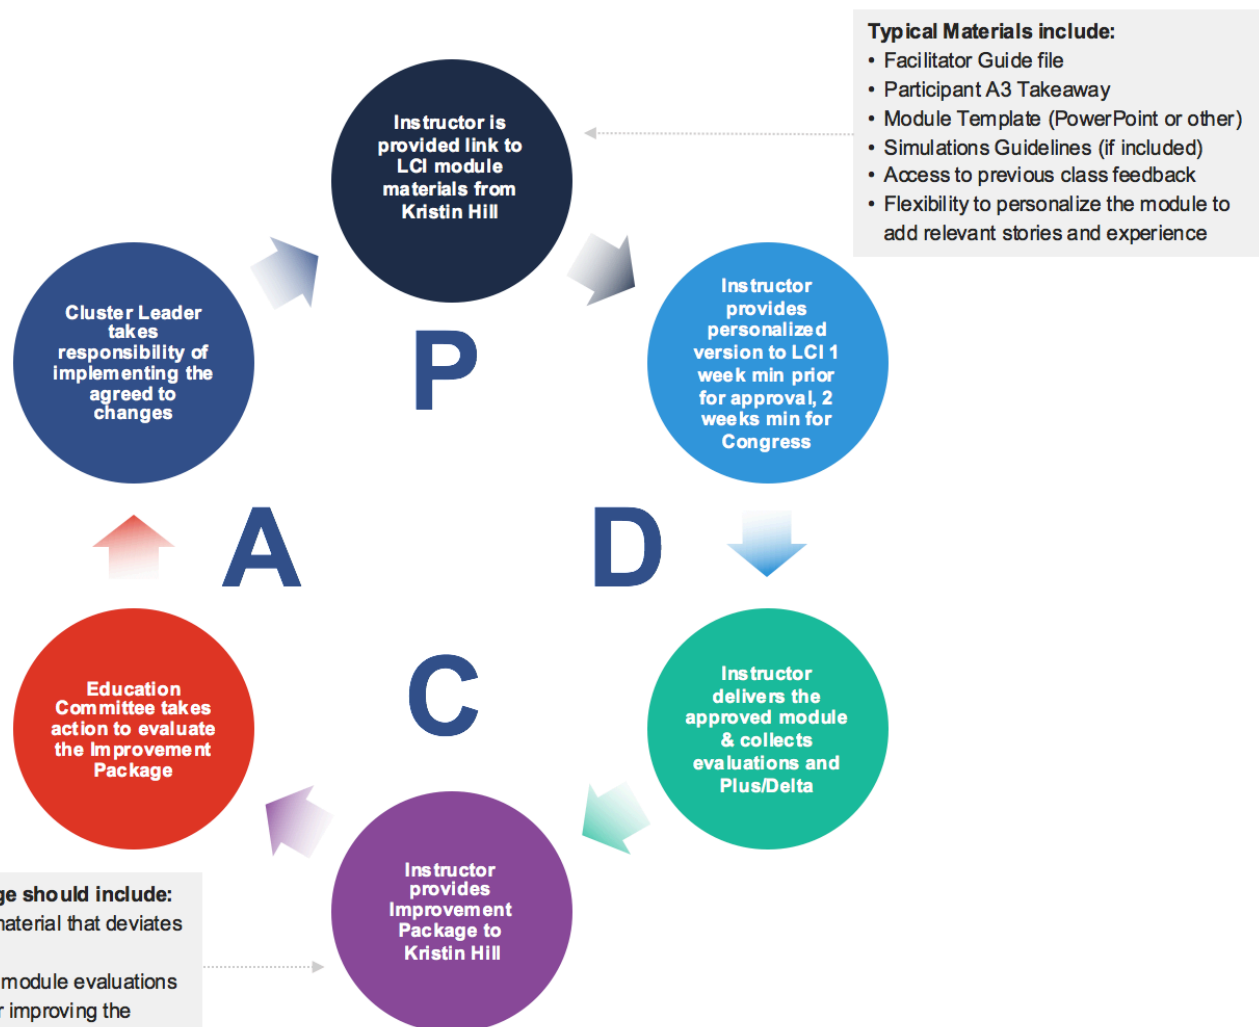 Typical Materials include:
• Facilitator Guide file
• Participant A3 Takeaway
• Module Template (PowerPoint or other)
• Simulations Guidelines (if included)
• Access to previous class feedback
• Flexibility to personalize the module to
add relevant stories and experience
Instructor is
provided link to
LCI module
materials from
Kristin Hill
Instructor
provides
personalized
version to LCI 1
week min prior
for approval, 2
weeks min for
Congress
Instructor
delivers the
approved module
& collects
evaluations and
Plus/Delta
Instructor
provides
Improvement
Package to
Kristin Hill
Education
Committee takes
action to evaluate
the Improvement
Package
Cluster Leader
takes
responsibility of
implementing the
agreed to
changes
P
D
C
A
should include:
material that deviates
module evaluations
improving the